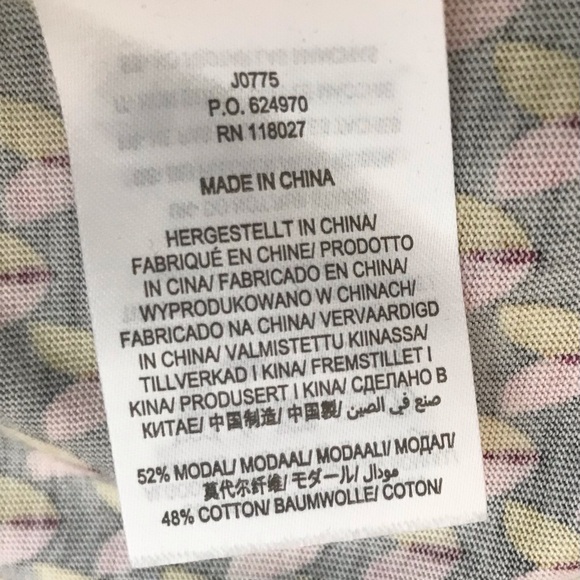 J0775
P.O. 624970
RN 118027
MADE IN CHINA
HERGESTELLT IN CHINA/
FABRIQUÉ EN CHINE/ PRODOTTO
IN CINA/ FABRICADO EN CHINA/
WYPRODUKOWANO W CHINACH/
FABRICADO NA CHINA/ VERVAARDIGD
IN CHINA/ VALMISTETTU KIINASSA/
TILLVERKAD I KINA/ FREMSTILLET I
KINA/ PRODUSERT I KINA/ СДЕЛАНО В
КИТАЕ/ 中国制造/ 中国製/ صنع في الصين
52% MODAL/ MODAAL/ MODAALI/ МОДАЛ/
莫代尔纤维/ モダール/ مودال/
48% COTTON/ BAUMWOLLE/ COTON/